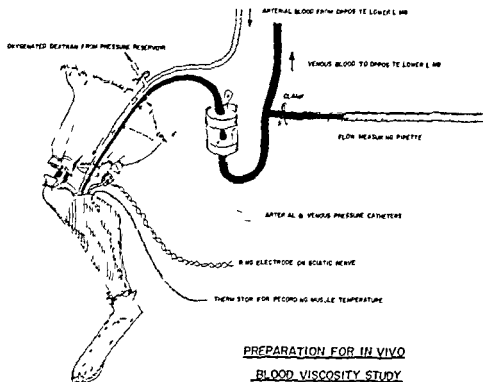 ARTERIAL BLOOD FROM OPPOSITE LOWER LIMB
OXYGENATED DEXTRAN FROM PRESSURE RESERVOIR
VENOUS BLOOD TO OPPOSITE LOWER LIMB
CLAMP
FLOW MEASURING PIPETTE
ARTERIAL & VENOUS PRESSURE CATHETERS
RING ELECTRODE ON SCIATIC NERVE
THERMISTOR FOR RECORDING MUSCLE TEMPERATURE
PREPARATION FOR IN VIVO
BLOOD VISCOSITY STUDY